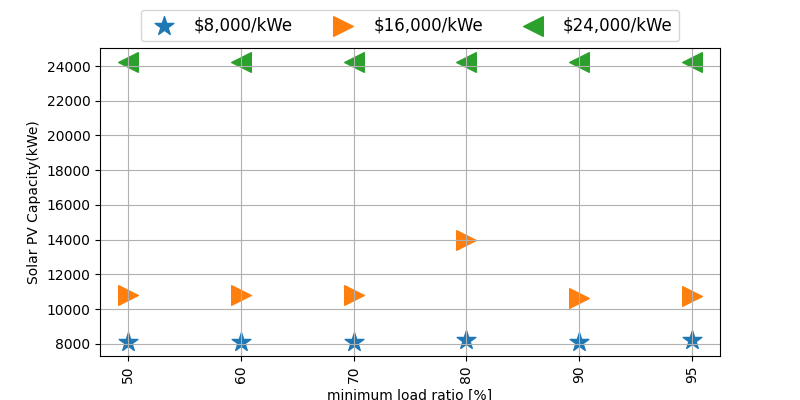 $8,000/kWe $16,000/kWe $24,000/kWe
24000
22000
20000
18000
16000
14000
12000
10000
8000
Solar PV Capacity(kWe)
50 60 70 80 90 95
minimum load ratio [%]